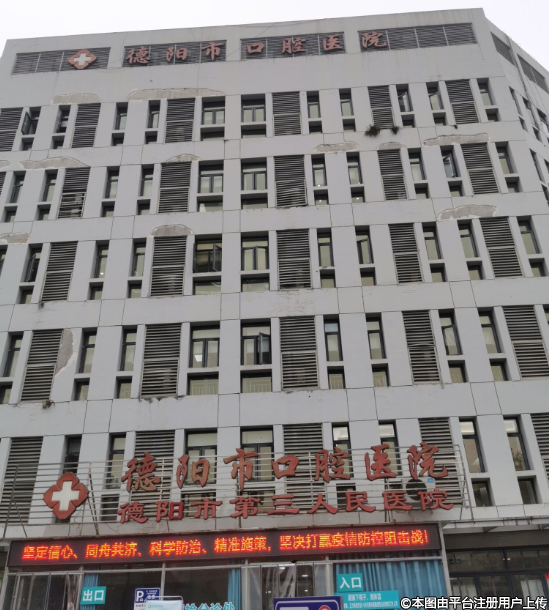 德阳市口腔医院
德阳市口腔医院
德阳市第三人民医院
坚定信心、同舟共济、科学防治、精准施策，坚决打赢疫情防控阻击战！
出口
P
入口
©本图由平台注册用户上传